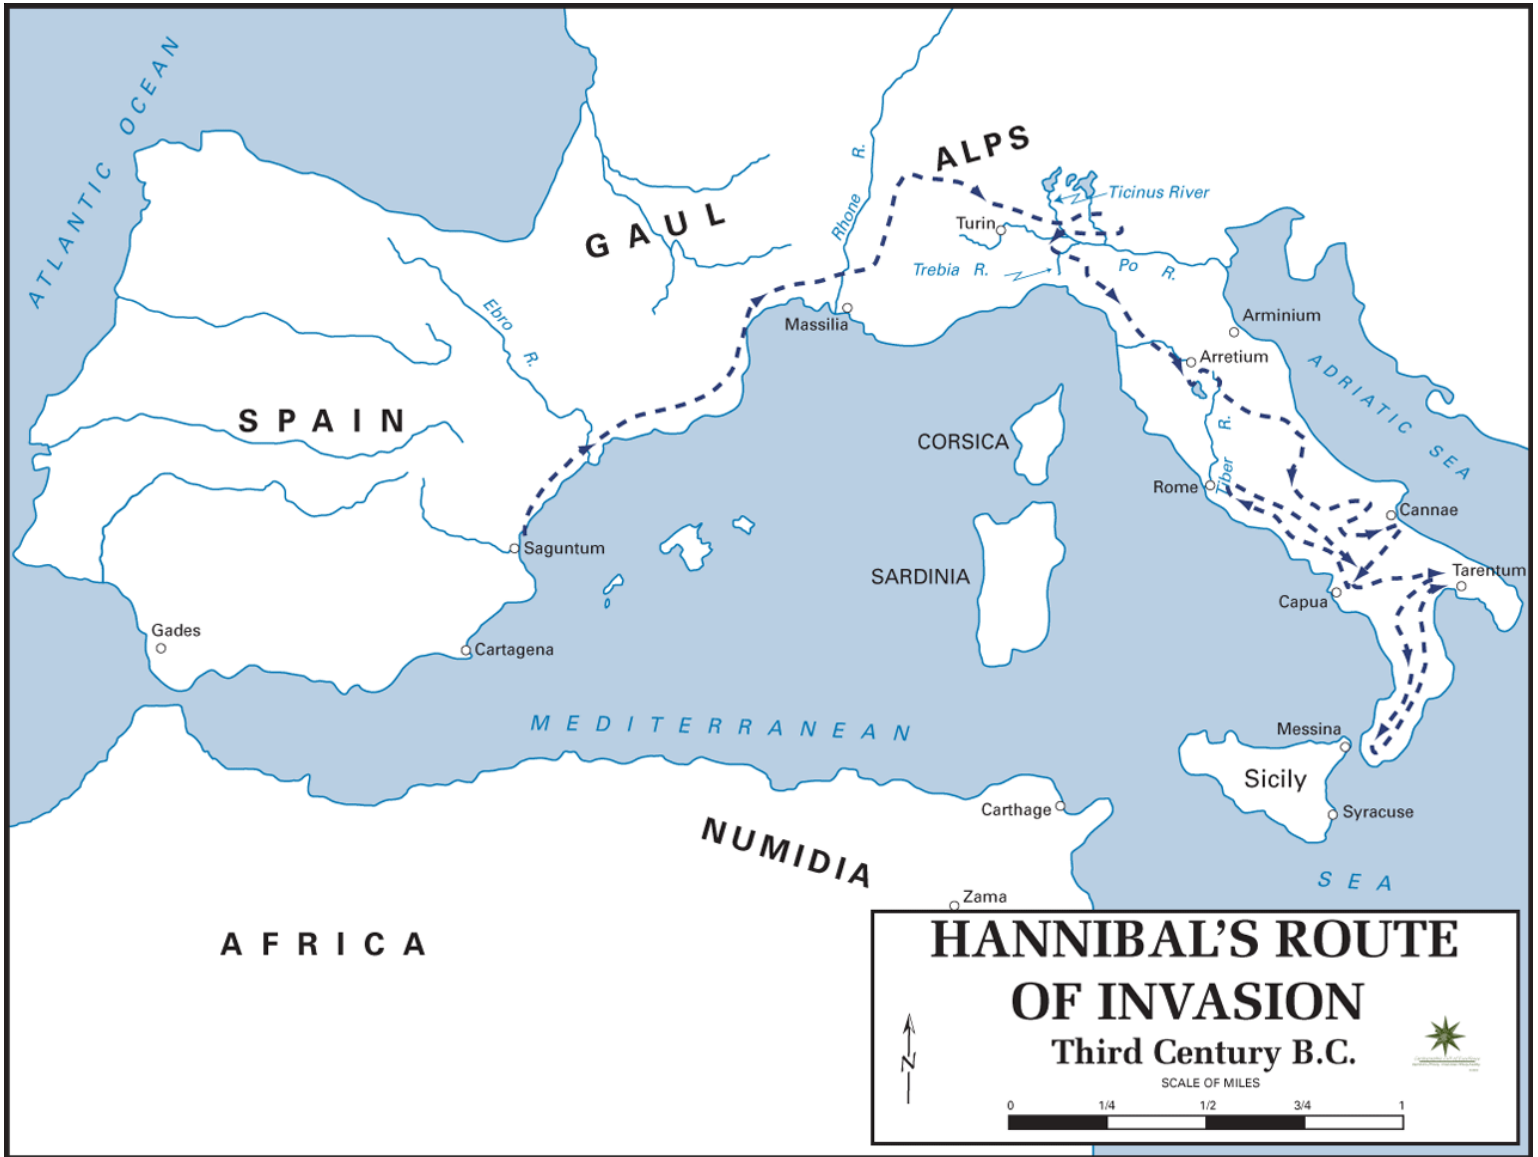 ATLANTIC OCEAN
ALPS
Rhone R.
GAUL
Ticinus River
Turin
Trebia R.
Po R.
Ebro R.
Massilia
Arminium
Arretium
ADRIATIC SEA
SPAIN
CORSICA
Tiber R.
Rome
Cannae
Saguntum
SARDINIA
Tarentum
Capua
Gades
Cartagena
MEDITERRANEAN
Messina
Sicily
Carthage
Syracuse
NUMIDIA
SEA
Zama
AFRICA
HANNIBAL'S ROUTE
OF INVASION
Third Century B.C.
SCALE OF MILES
0 1/4 1/2 3/4 1
N